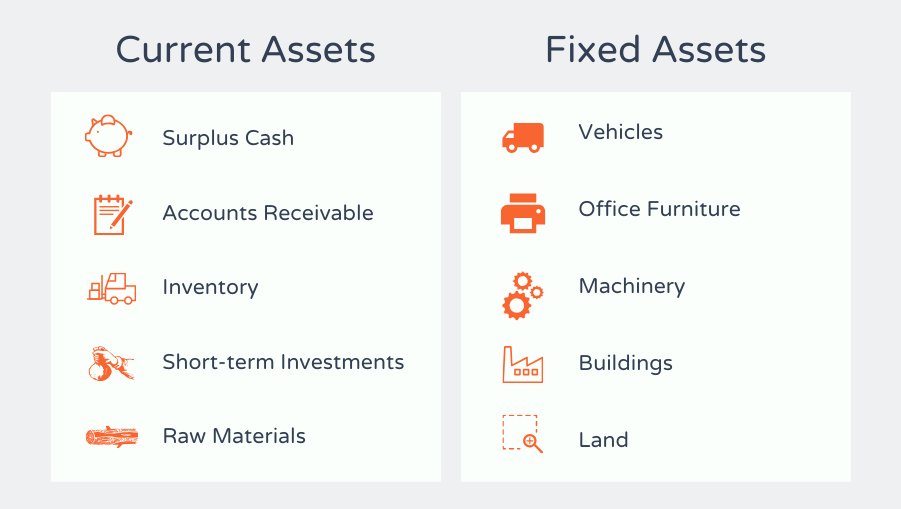 Current Assets
Surplus Cash
Accounts Receivable
Inventory
Short-term Investments
Raw Materials
Fixed Assets
Vehicles
Office Furniture
Machinery
Buildings
Land